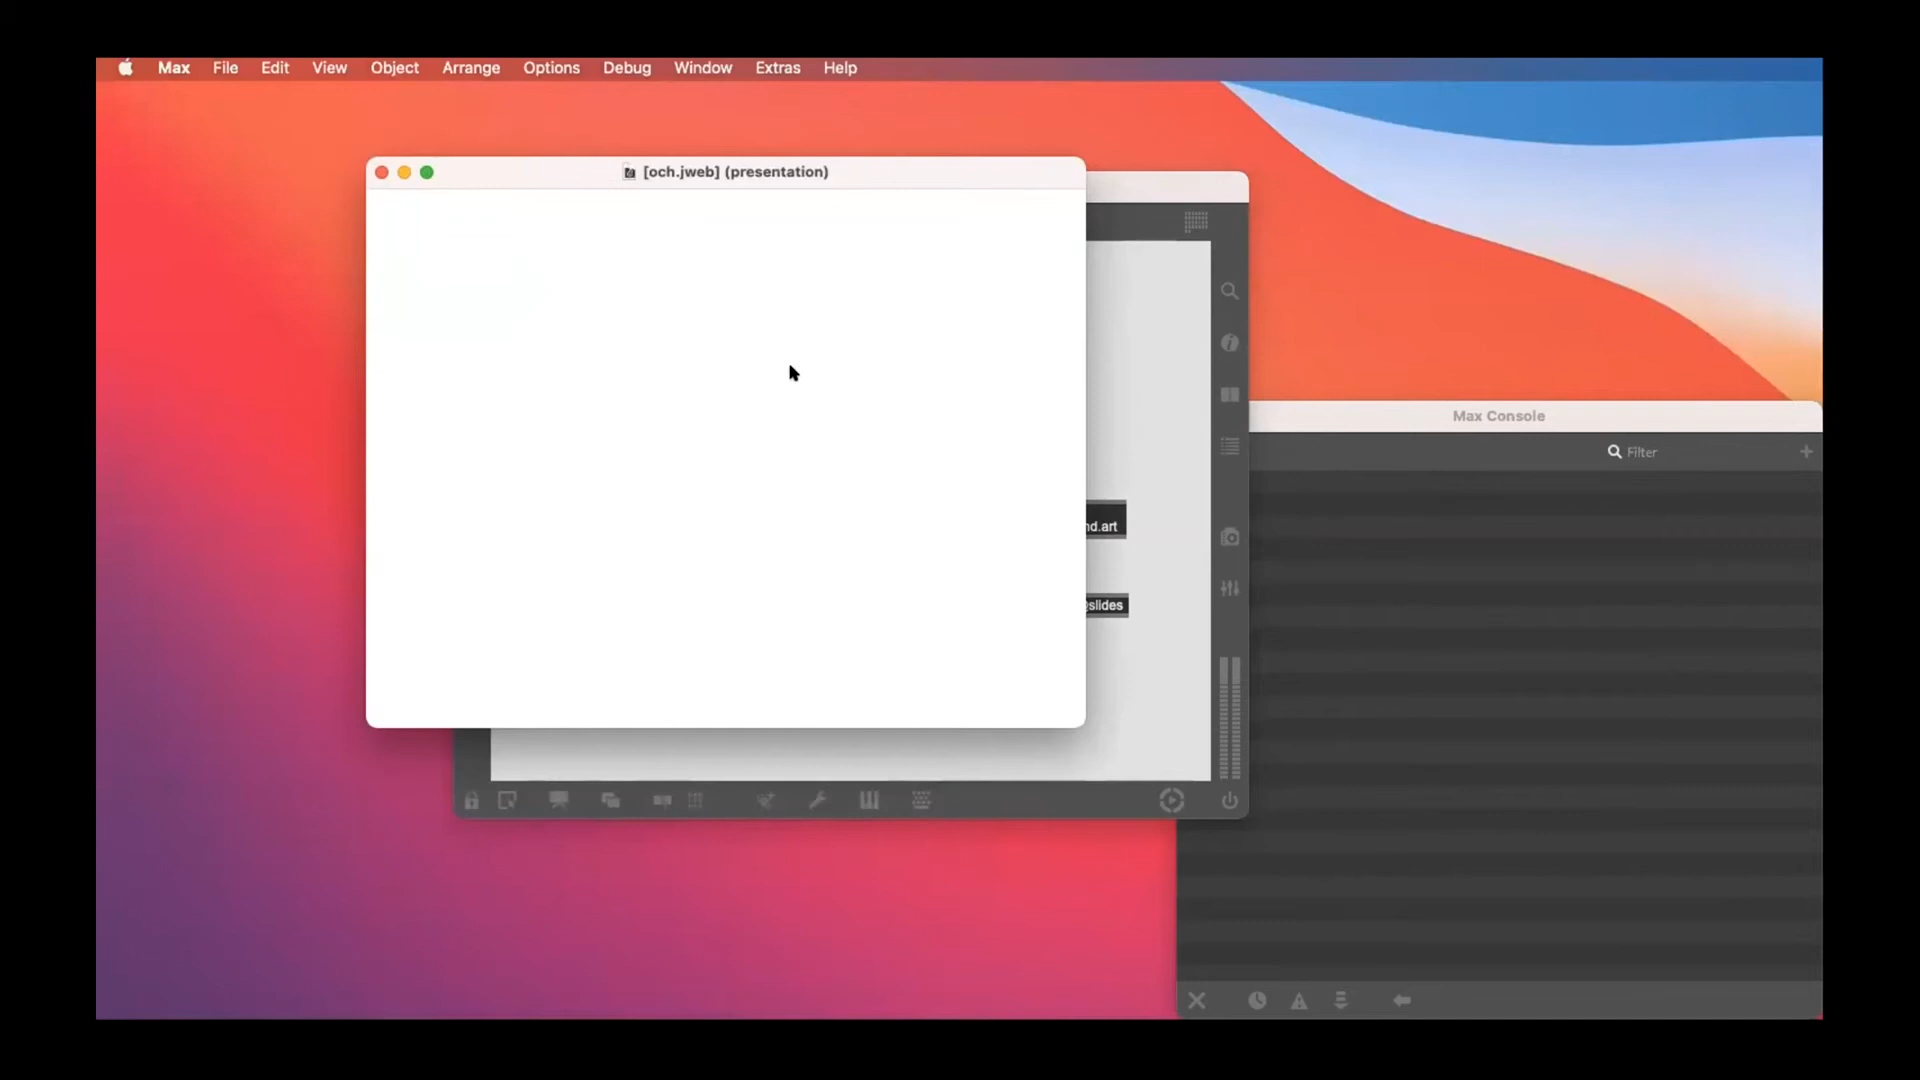 Max File Edit View Object Arrange Options Debug Window Extras Help
[och.jweb] (presentation)
Max Console
Filter
nd.art
slides